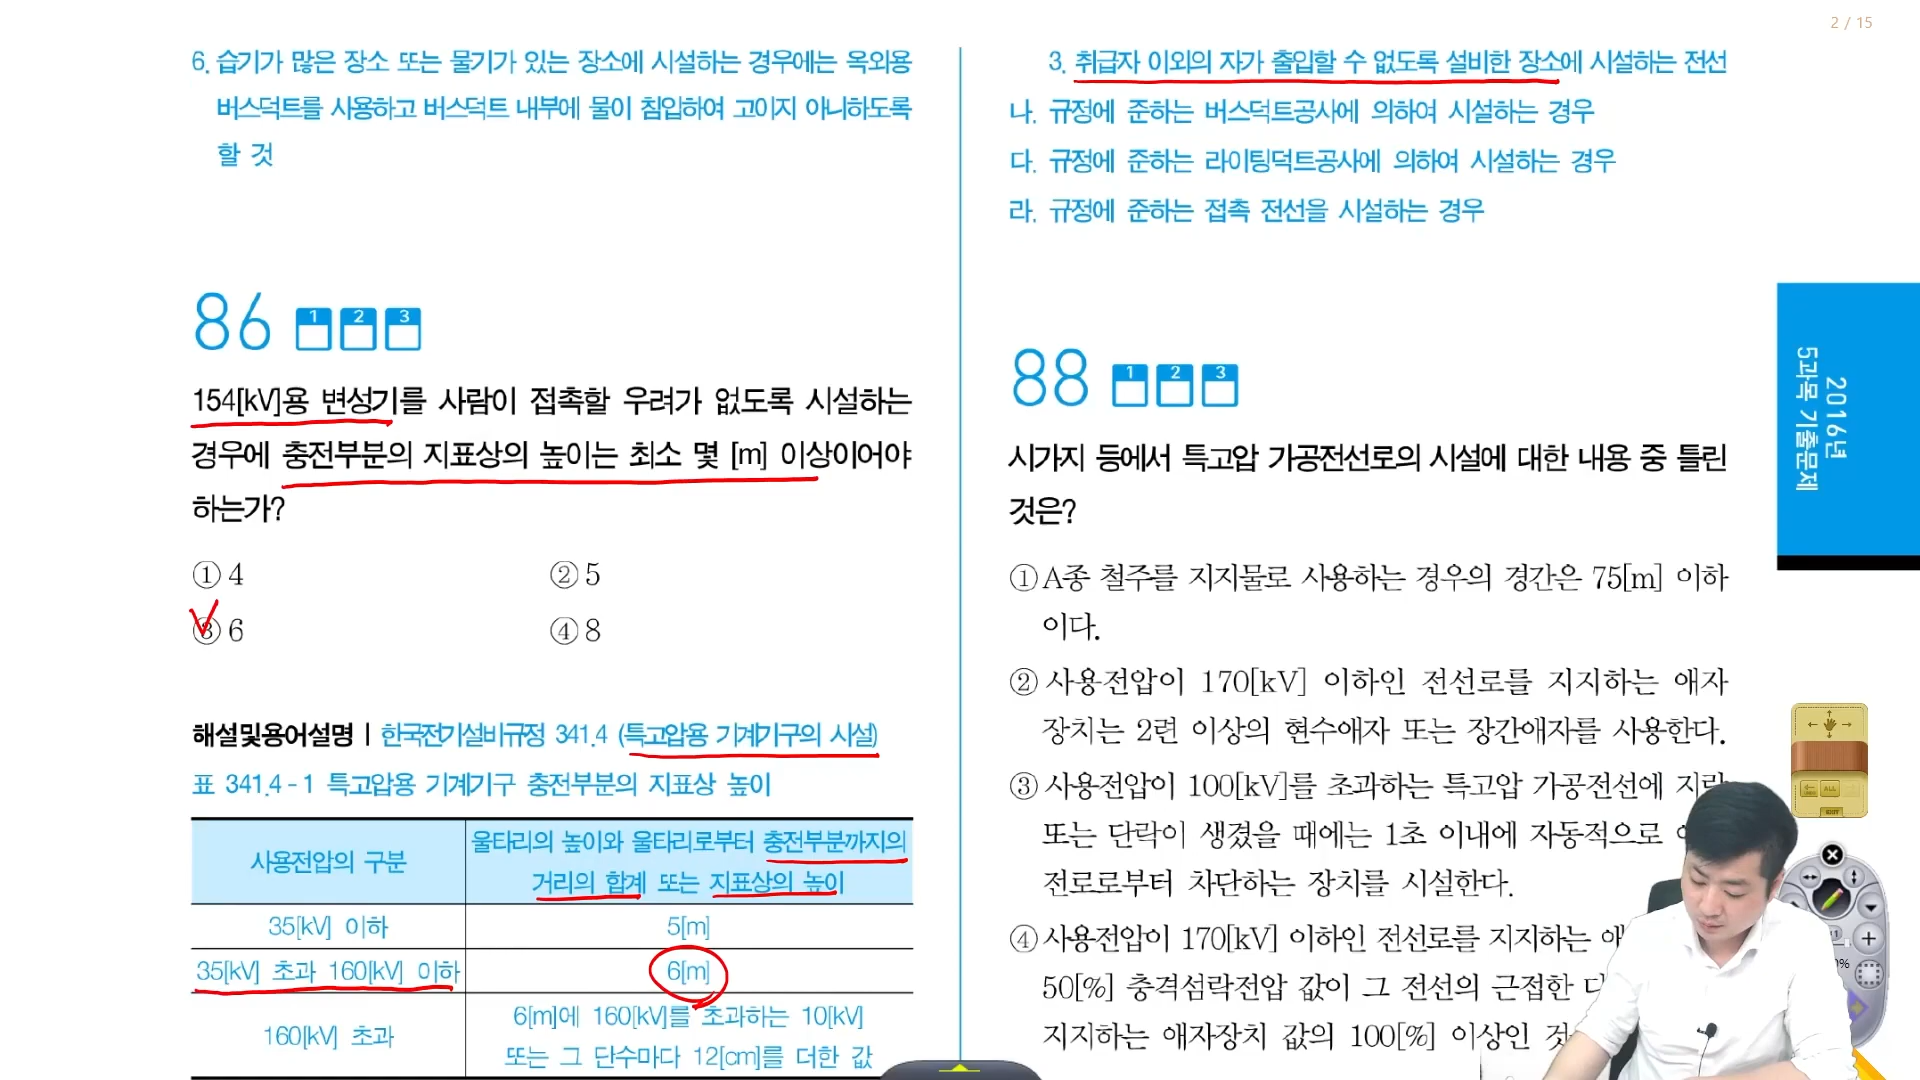 2 / 15
6. 습기가 많은 장소 또는 물기가 있는 장소에 시설하는 경우에는 옥외용
버스덕트를 사용하고 버스덕트 내부에 물이 침입하여 고이지 아니하도록
할 것
86 1 2 3
154[kV]용 변성기를 사람이 접촉할 우려가 없도록 시설하는
경우에 충전부분의 지표상의 높이는 최소 몇 [m] 이상이어야
하는가?
① 4 ② 5
③ 6 ④ 8
해설및용어설명 | 한국전기설비규정 341.4 (특고압용 기계기구의 시설)
표 341.4-1 특고압용 기계기구 충전부분의 지표상 높이
사용전압의 구분
울타리의 높이와 울타리로부터 충전부분까지의
거리의 합계 또는 지표상의 높이
35[kV] 이하 5[m]
35[kV] 초과 160[kV] 이하 6[m]
160[kV] 초과
6[m]에 160[kV]를 초과하는 10[kV]
또는 그 단수마다 12[cm]를 더한 값
3. 취급자 이외의 자가 출입할 수 없도록 설비한 장소에 시설하는 전선
나. 규정에 준하는 버스덕트공사에 의하여 시설하는 경우
다. 규정에 준하는 라이팅덕트공사에 의하여 시설하는 경우
라. 규정에 준하는 접촉 전선을 시설하는 경우
88 1 2 3
시가지 등에서 특고압 가공전선로의 시설에 대한 내용 중 틀린
것은?
① A종 철주를 지지물로 사용하는 경우의 경간은 75[m] 이하
이다.
② 사용전압이 170[kV] 이하인 전선로를 지지하는 애자
장치는 2련 이상의 현수애자 또는 장간애자를 사용한다.
③ 사용전압이 100[kV]를 초과하는 특고압 가공전선에 지락
또는 단락이 생겼을 때에는 1초 이내에 자동적으로
전로로부터 차단하는 장치를 시설한다.
④ 사용전압이 170[kV] 이하인 전선로를 지지하는
50[%] 충격섬락전압 값이 그 전선의 근접한
지지하는 애자장치 값의 100[%] 이상인
2016년
5과목 기출문제
ALL
EXIT